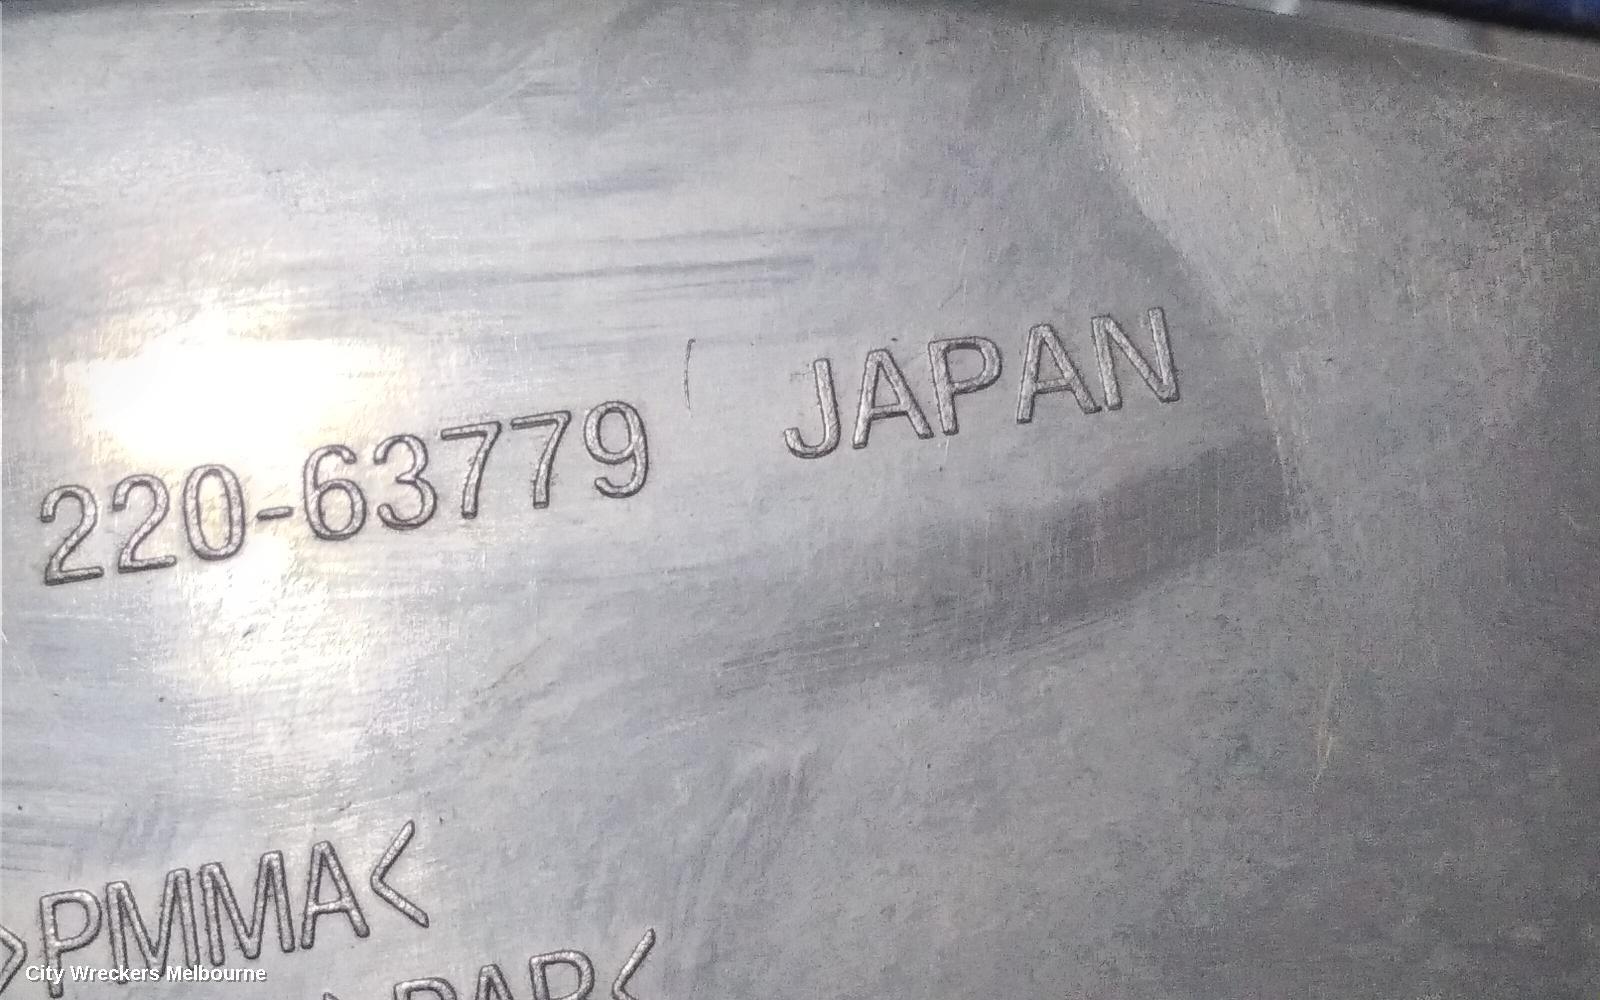 220-63779 JAPAN
>PMMA<
City Wreckers Melbourne